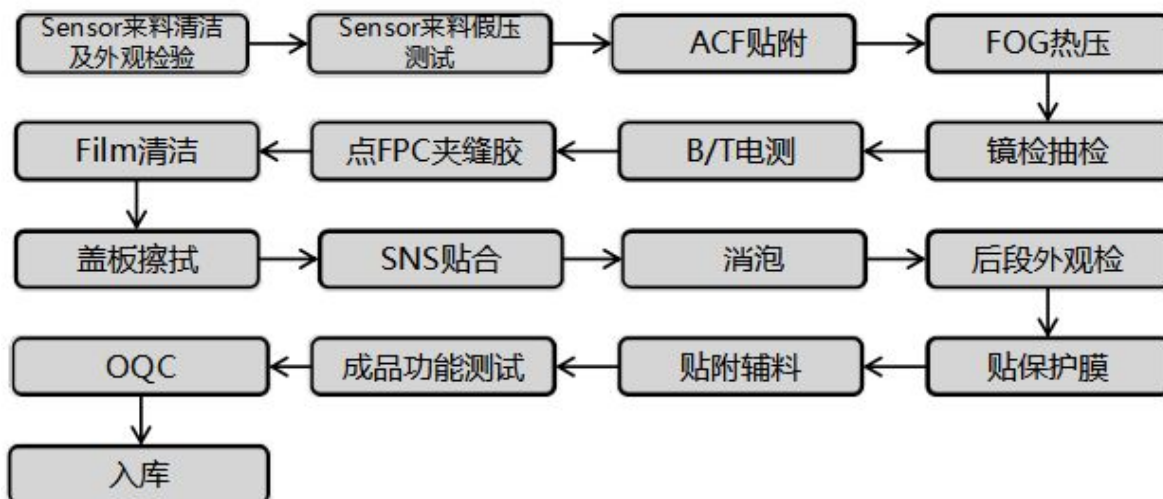 Sensor来料清洁
及外观检验
Sensor来料假压
测试
ACF贴附
FOG热压
Film清洁
点FPC夹缝胶
B/T电测
镜检抽检
盖板擦拭
SNS贴合
消泡
后段外观检
OQC
成品功能测试
贴附辅料
贴保护膜
入库